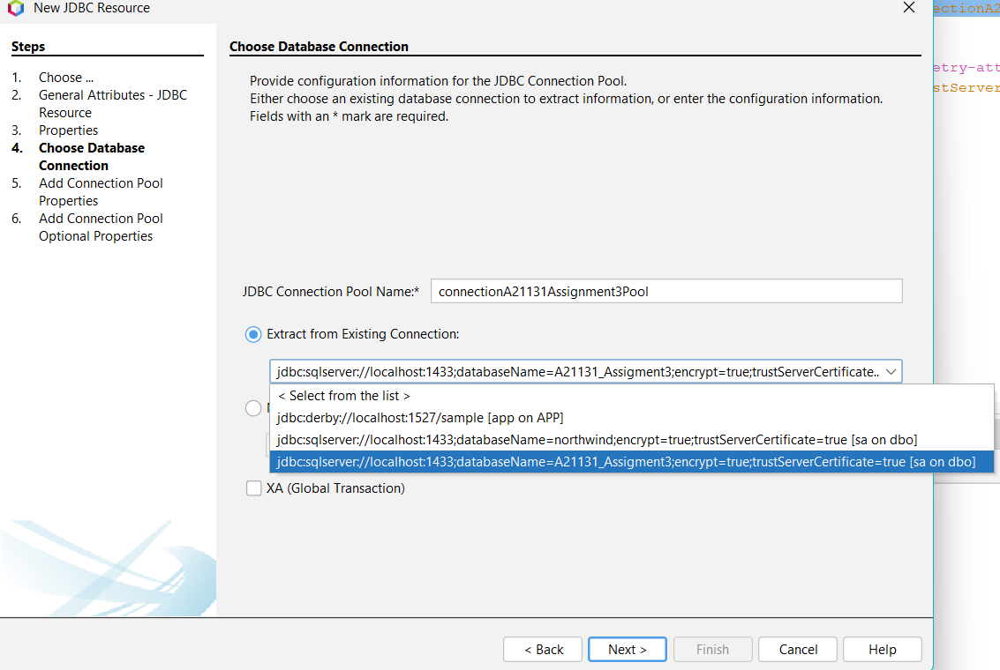 New JDBC Resource
ectionA2
etry-att
stServer
Steps
1. Choose ...
2. General Attributes - JDBC
Resource
3. Properties
4. Choose Database
Connection
5. Add Connection Pool
Properties
6. Add Connection Pool
Optional Properties
Choose Database Connection
Provide configuration information for the JDBC Connection Pool.
Either choose an existing database connection to extract information, or enter the configuration information.
Fields with an * mark are required.
JDBC Connection Pool Name:* connectionA21131Assignment3Pool
Extract from Existing Connection:
jdbc:sqlserver://localhost:1433;databaseName=A21131_Assigment3;encrypt=true;trustServerCertificate..
< Select from the list >
jdbc:derby://localhost:1527/sample [app on APP]
jdbc:sqlserver://localhost:1433;databaseName=northwind;encrypt=true;trustServerCertificate=true [sa on dbo]
jdbc:sqlserver://localhost:1433;databaseName=A21131_Assigment3;encrypt=true;trustServerCertificate=true [sa on dbo]
XA (Global Transaction)
< Back Next > Finish Cancel Help